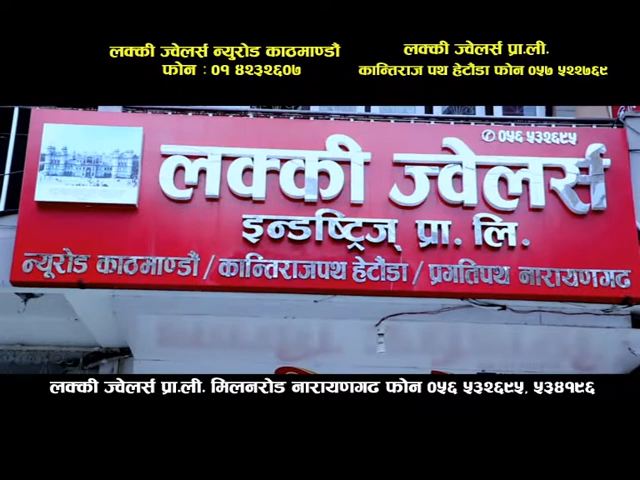 लक्की ज्वेलर्स न्युरोड काठमाण्डौ
फोन : ०१ ४२३२६०७
लक्की ज्वेलर्स प्रा.ली.
कान्तिराज पथ हेटौंडा फोन ०५७ ५२२७६९
०५६ ५३२६९५
लक्की ज्वेलर्स
इन्डष्ट्रिज् प्रा. लि.
न्यूरोड काठमाण्डौ / कान्तिराजपथ हेटौंडा / प्रगतिपथ नारायणगढ
लक्की ज्वेलर्स प्रा.ली. मिलनरोड नारायणगढ फोन ०५६ ५३२६९५, ५३४१९६